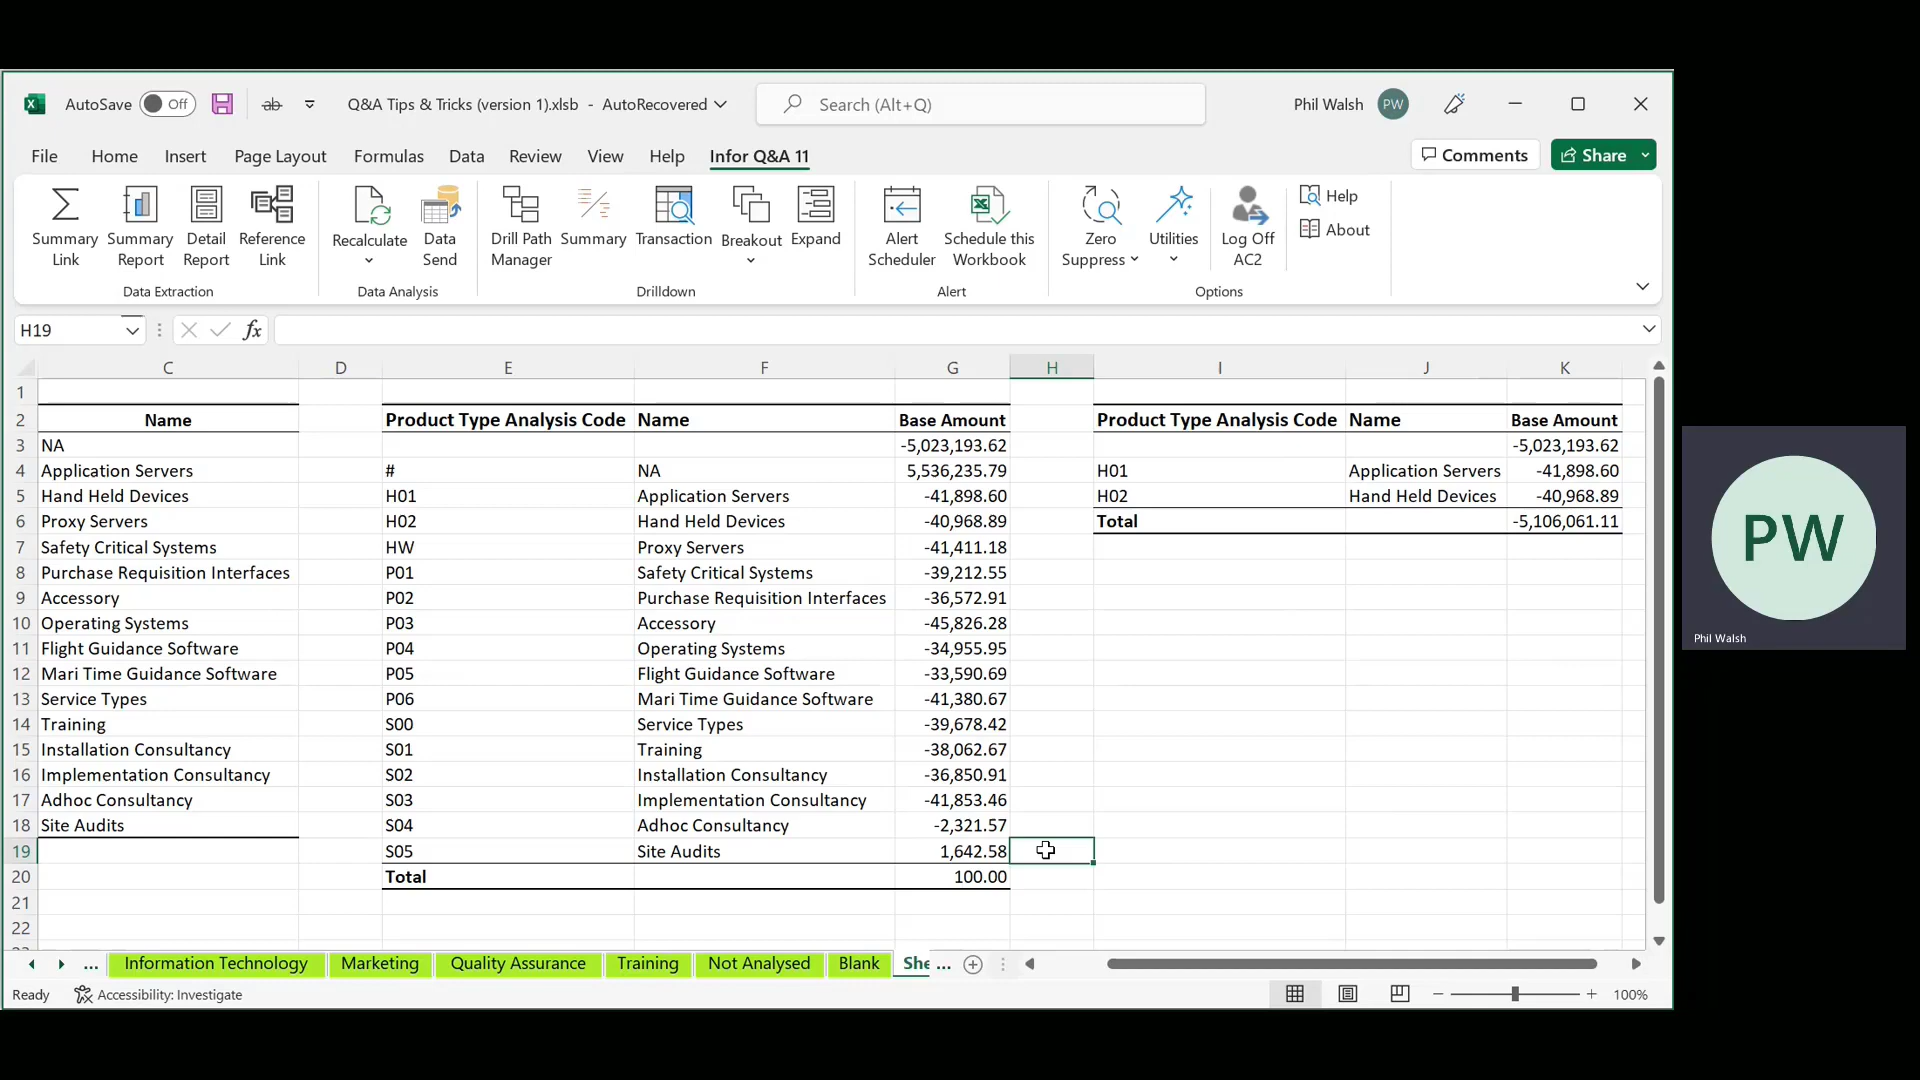 AutoSave Off ab Q&A Tips & Tricks (version 1).xlsb - AutoRecovered Search (Alt+Q) Phil Walsh PW
File Home Insert Page Layout Formulas Data Review View Help Infor Q&A 11 Comments Share
Summary Link Summary Report Detail Report Reference Link Recalculate Data Send Drill Path Manager Summary Transaction Breakout Expand Alert Scheduler Schedule this Workbook Zero Suppress Utilities Log Off AC2 Help About
Data Extraction Data Analysis Drilldown Alert Options
H19 fx
C D E F G H I J K
1
2 Name Product Type Analysis Code Name Base Amount Product Type Analysis Code Name Base Amount
3 NA -5,023,193.62 -5,023,193.62
4 Application Servers # NA 5,536,235.79 H01 Application Servers -41,898.60
5 Hand Held Devices H01 Application Servers -41,898.60 H02 Hand Held Devices -40,968.89
6 Proxy Servers H02 Hand Held Devices -40,968.89 Total -5,106,061.11
7 Safety Critical Systems HW Proxy Servers -41,411.18
8 Purchase Requisition Interfaces P01 Safety Critical Systems -39,212.55
9 Accessory P02 Purchase Requisition Interfaces -36,572.91
10 Operating Systems P03 Accessory -45,826.28
11 Flight Guidance Software P04 Operating Systems -34,955.95
12 Mari Time Guidance Software P05 Flight Guidance Software -33,590.69
13 Service Types P06 Mari Time Guidance Software -41,380.67
14 Training S00 Service Types -39,678.42
15 Installation Consultancy S01 Training -38,062.67
16 Implementation Consultancy S02 Installation Consultancy -36,850.91
17 Adhoc Consultancy S03 Implementation Consultancy -41,853.46
18 Site Audits S04 Adhoc Consultancy -2,321.57
19 S05 Site Audits 1,642.58
20 Total 100.00
21
22
... Information Technology Marketing Quality Assurance Training Not Analysed Blank She ...
Ready Accessibility: Investigate 100%
PW
Phil Walsh